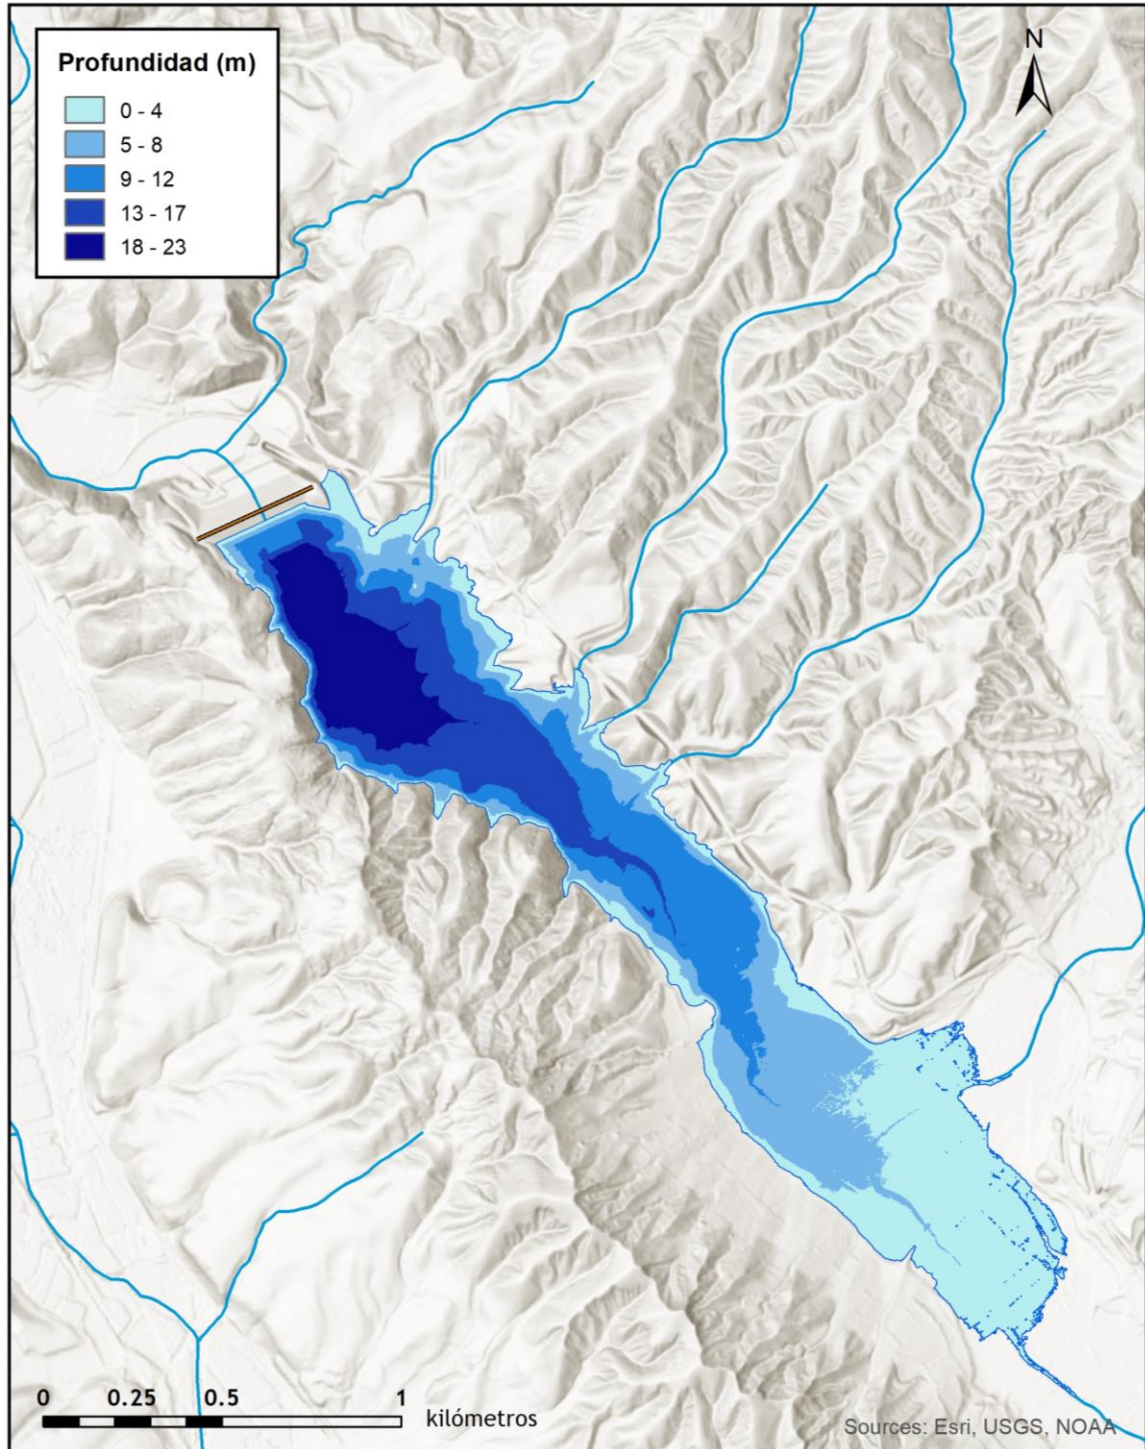 Profundidad (m)
0 - 4
5 - 8
9 - 12
13 - 17
18 - 23
N
0 0.25 0.5 1
kilómetros
Sources: Esri, USGS, NOAA